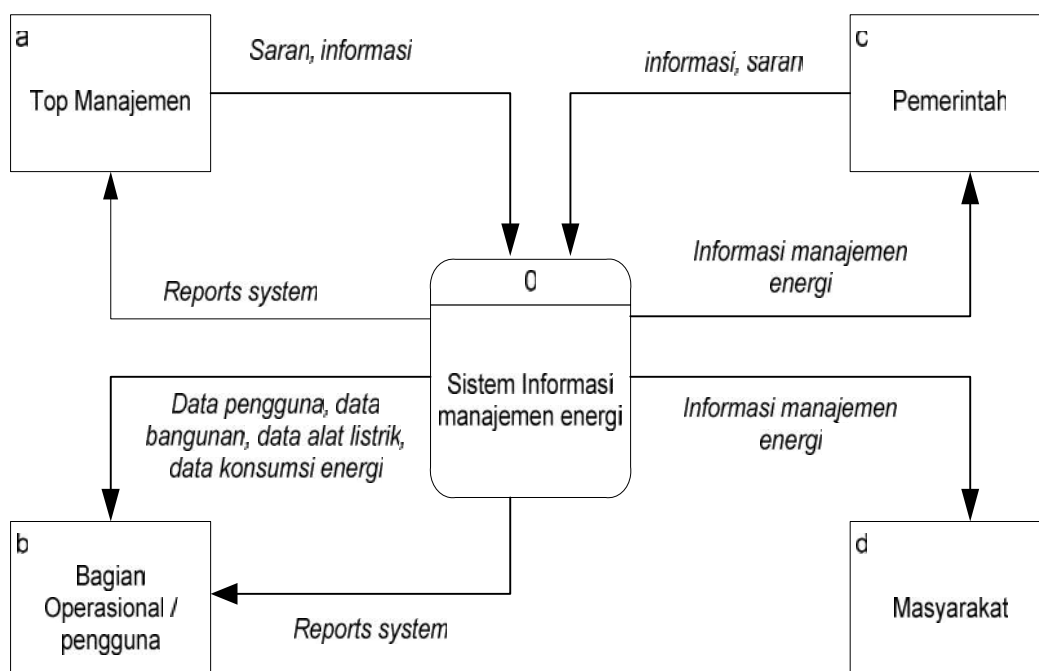 a
Top Manajemen
Saran, informasi
informasi, saran
c
Pemerintah
Reports system
0
Informasi manajemen
energi
Sistem Informasi
manajemen energi
Data pengguna, data
bangunan, data alat listrik,
data konsumsi energi
Informasi manajemen
energi
b
Bagian
Operasional /
pengguna
Reports system
d
Masyarakat